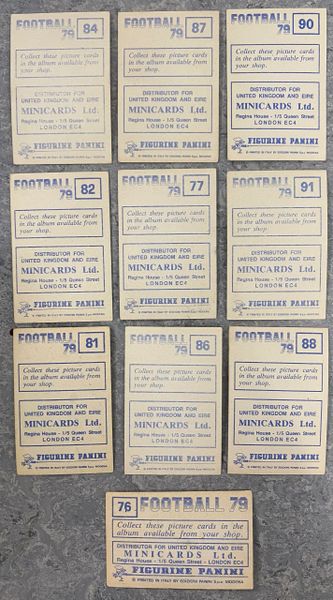 FOOTBALL 79 84
Collect these picture cards
in the album available from
your shop.
DISTRIBUTOR FOR
UNITED KINGDOM AND EIRE
MINICARDS Ltd.
Regina House - 1/5 Queen Street
LONDON EC4
FIGURINE PANINI
FOOTBALL 79 87
Collect these picture cards
in the album available from
your shop.
DISTRIBUTOR FOR
UNITED KINGDOM AND EIRE
MINICARDS Ltd.
Regina House - 1/5 Queen Street
LONDON EC4
FIGURINE PANINI
FOOTBALL 79 90
Collect these picture cards
in the album available from
your shop.
DISTRIBUTOR FOR
UNITED KINGDOM AND EIRE
MINICARDS Ltd.
Regina House - 1/5 Queen Street
LONDON EC4
FIGURINE PANINI
FOOTBALL 79 82
Collect these picture cards
in the album available from
your shop.
DISTRIBUTOR FOR
UNITED KINGDOM AND EIRE
MINICARDS Ltd.
Regina House - 1/5 Queen Street
LONDON EC4
FIGURINE PANINI
FOOTBALL 79 77
Collect these picture cards
in the album available from
your shop.
DISTRIBUTOR FOR
UNITED KINGDOM AND EIRE
MINICARDS Ltd.
Regina House - 1/5 Queen Street
LONDON EC4
FIGURINE PANINI
FOOTBALL 79 91
Collect these picture cards
in the album available from
your shop.
DISTRIBUTOR FOR
UNITED KINGDOM AND EIRE
MINICARDS Ltd.
Regina House - 1/5 Queen Street
LONDON EC4
FIGURINE PANINI
FOOTBALL 79 81
Collect these picture cards
in the album available from
your shop.
DISTRIBUTOR FOR
UNITED KINGDOM AND EIRE
MINICARDS Ltd.
Regina House - 1/5 Queen Street
LONDON EC4
FIGURINE PANINI
FOOTBALL 79 86
Collect these picture cards
in the album available from
your shop.
DISTRIBUTOR FOR
UNITED KINGDOM AND EIRE
MINICARDS Ltd.
Regina House - 1/5 Queen Street
LONDON EC4
FIGURINE PANINI
FOOTBALL 79 88
Collect these picture cards
in the album available from
your shop.
DISTRIBUTOR FOR
UNITED KINGDOM AND EIRE
MINICARDS Ltd.
Regina House - 1/5 Queen Street
LONDON EC4
FIGURINE PANINI
76 FOOTBALL 79
Collect these picture cards in the
album available from your shop.
DISTRIBUTOR FOR UNITED KINGDOM AND EIRE
MINICARDS Ltd.
Regina House - 1/5 Queen Street - LONDON EC4
FIGURINE PANINI
© PRINTED IN ITALY BY EDIZIONI PANINI S.p.A. MODENA